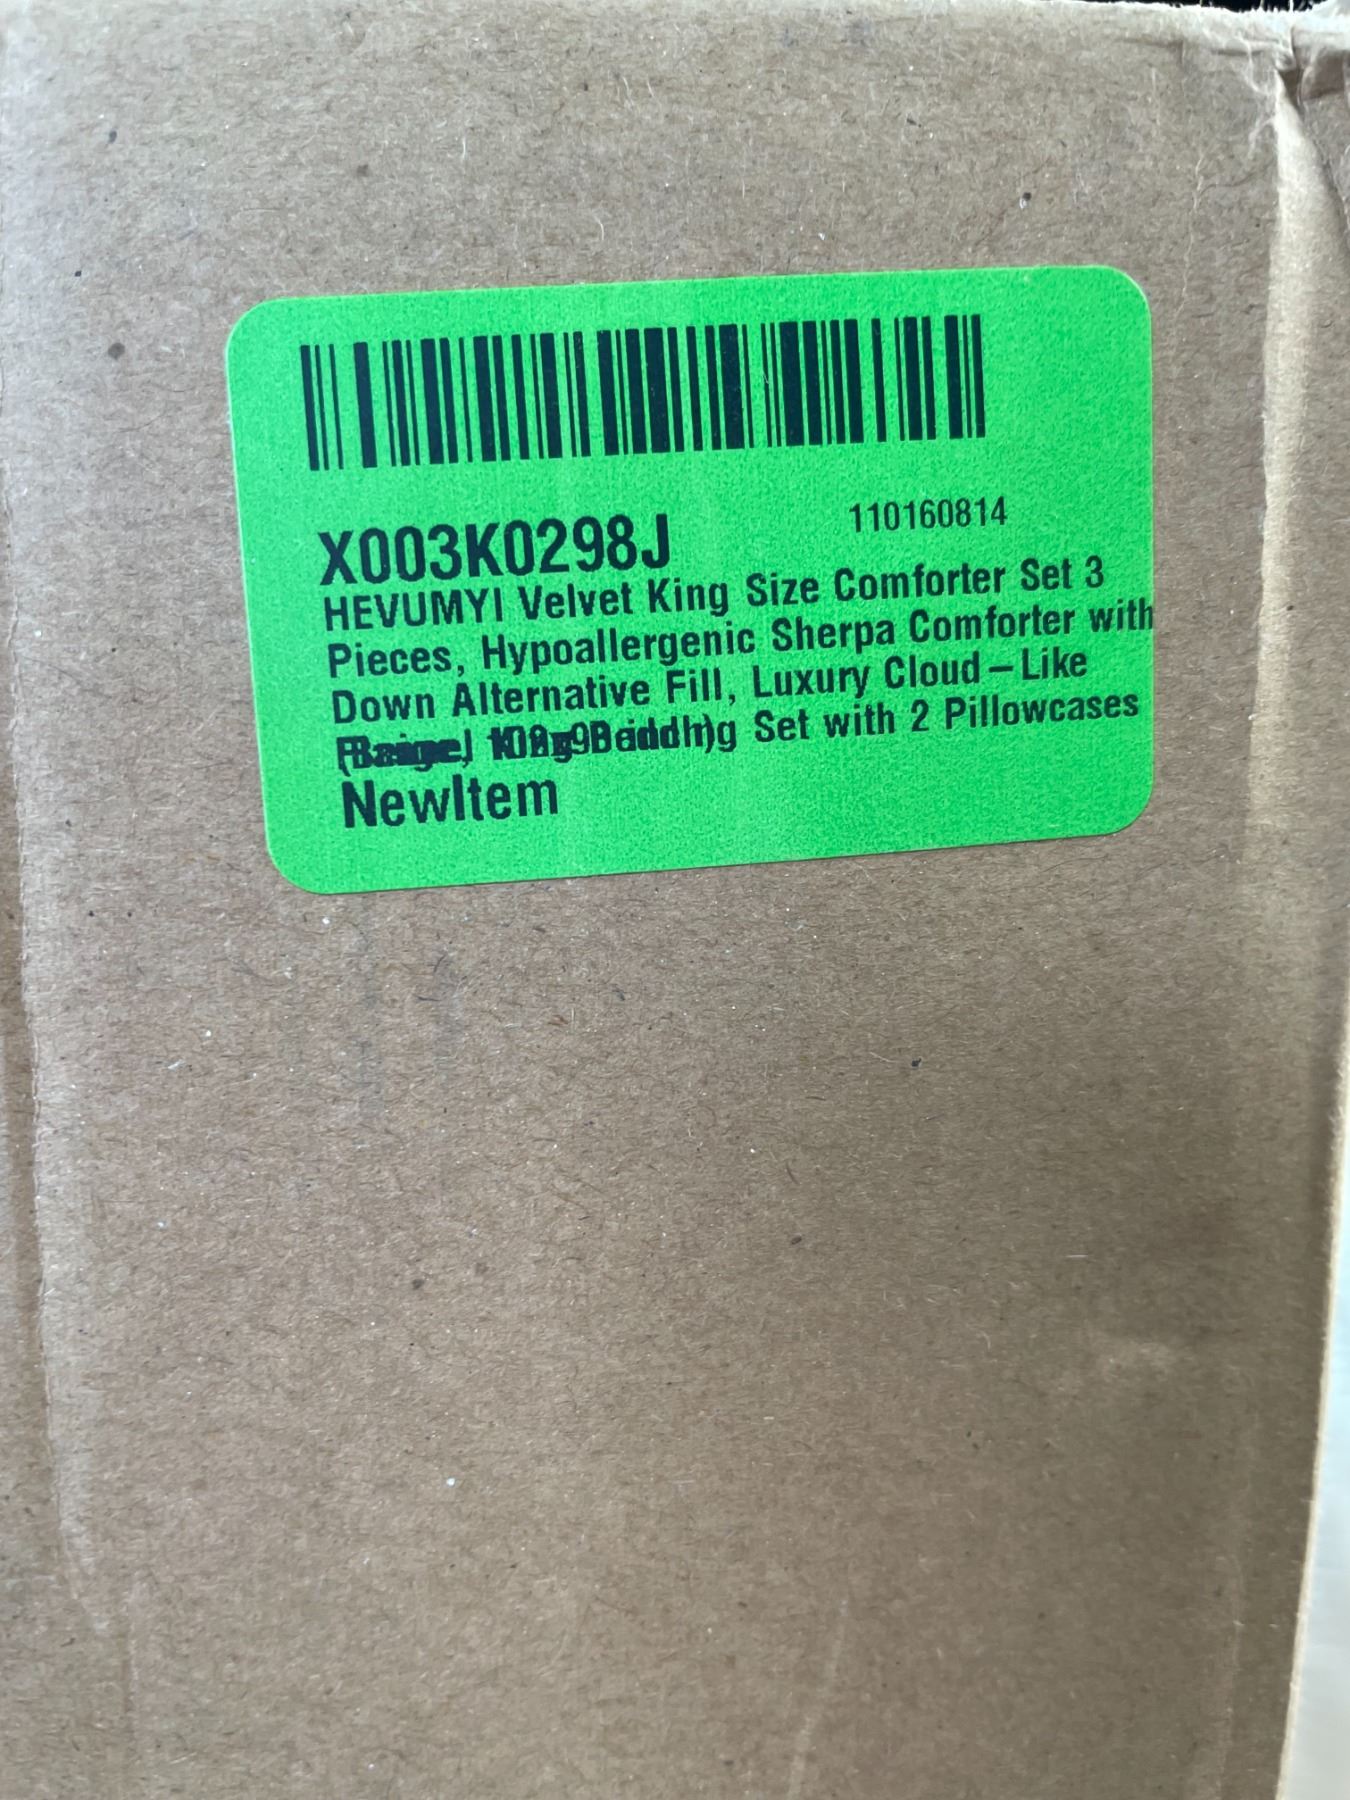 X003K0298J
110160814
HEVUMYI Velvet King Size Comforter Set 3
Pieces, Hypoallergenic Sherpa Comforter with
Down Alternative Fill, Luxury Cloud–Like
Set with 2 Pillowcases
NewItem